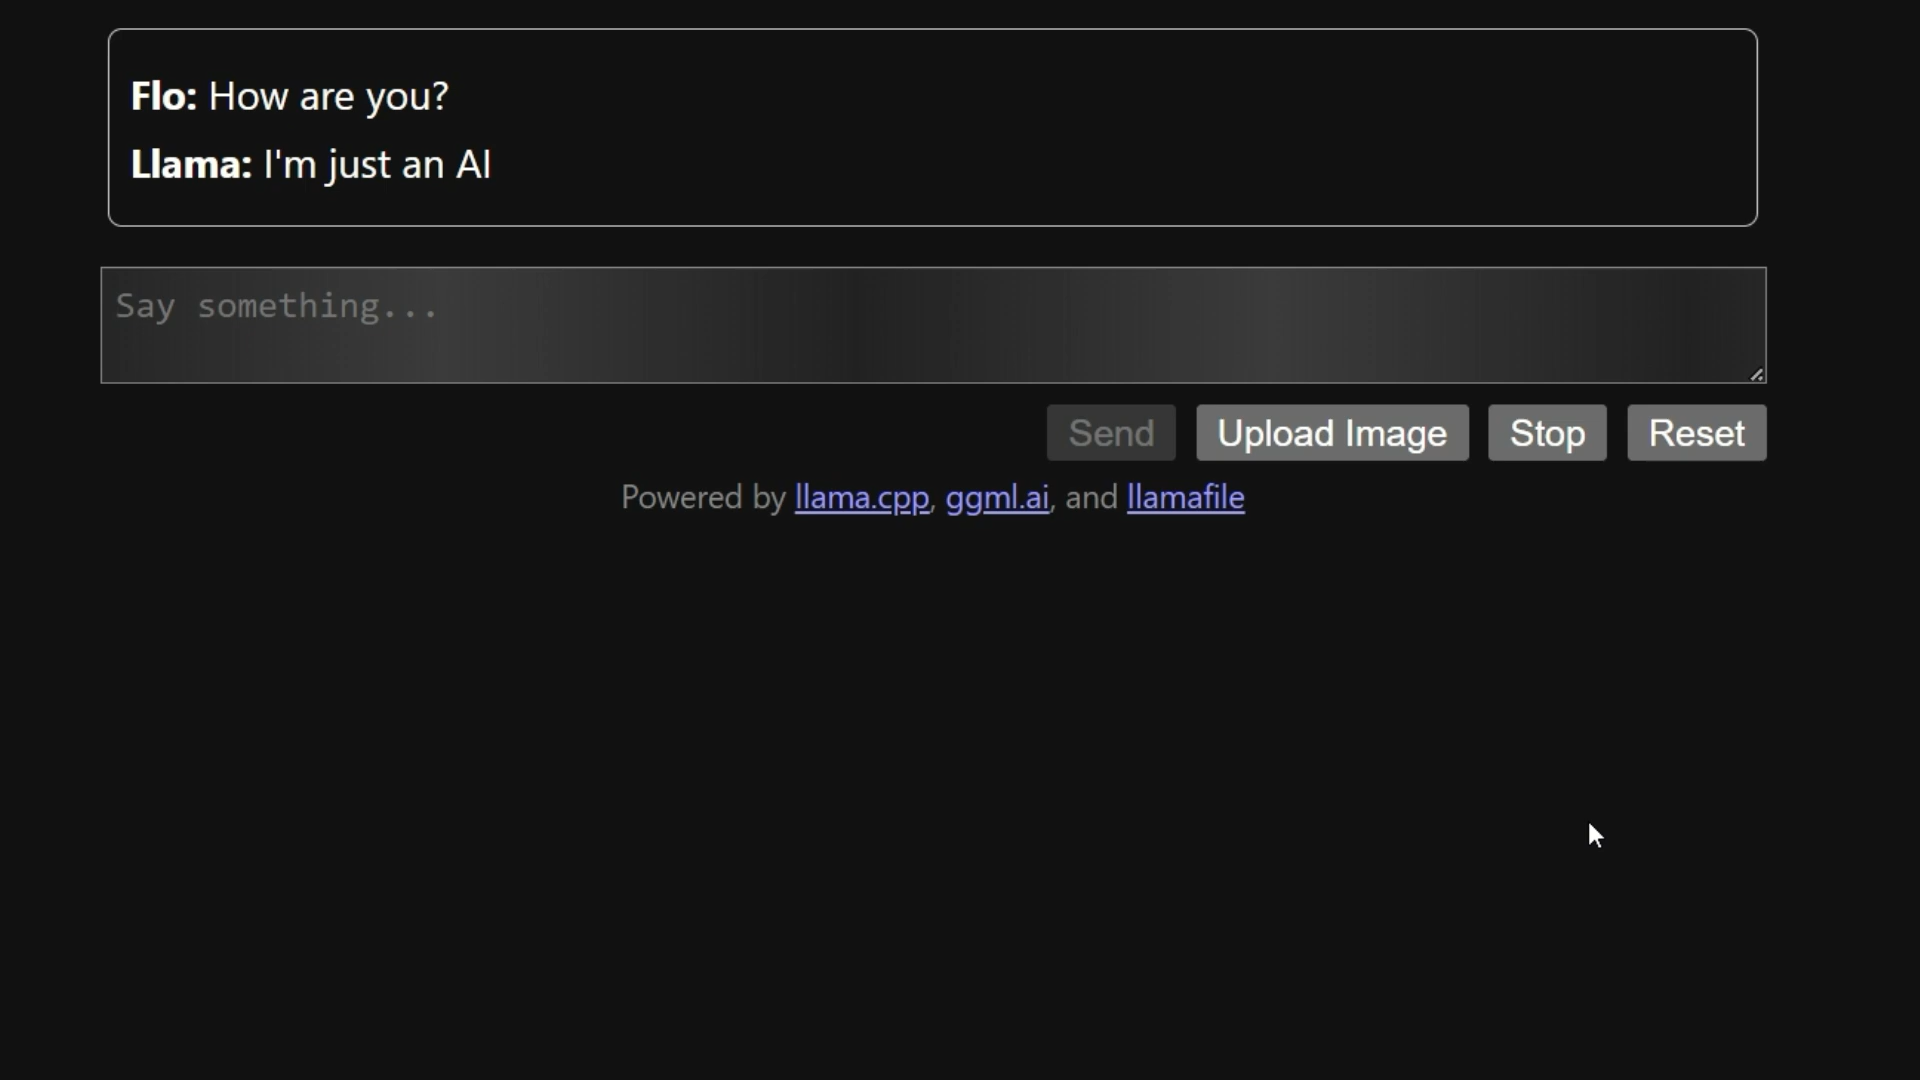 Flo: How are you?
Llama: I'm just an AI
Say something...
Send Upload Image Stop Reset
Powered by llama.cpp, ggml.ai, and llamafile